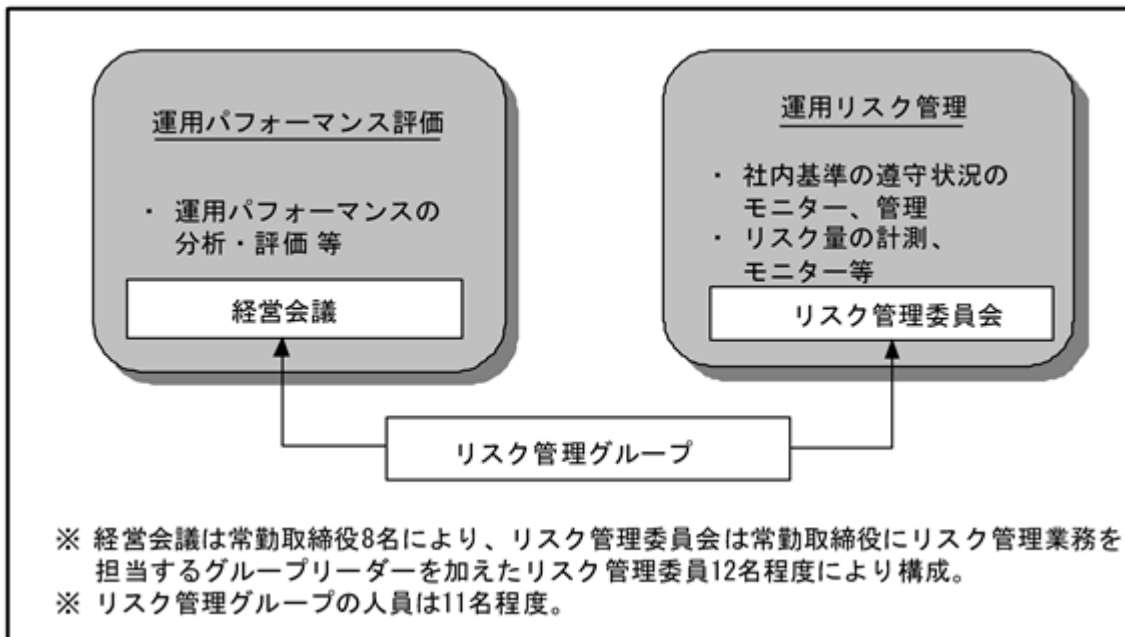 運用パフォーマンス評価
・ 運用パフォーマンスの
分析・評価 等
経営会議
運用リスク管理
・ 社内基準の遵守状況の
モニター、管理
・ リスク量の計測、
モニター等
リスク管理委員会
リスク管理グループ
※ 経営会議は常勤取締役8名により、リスク管理委員会は常勤取締役にリスク管理業務を
担当するグループリーダーを加えたリスク管理委員12名程度により構成。
※ リスク管理グループの人員は11名程度。